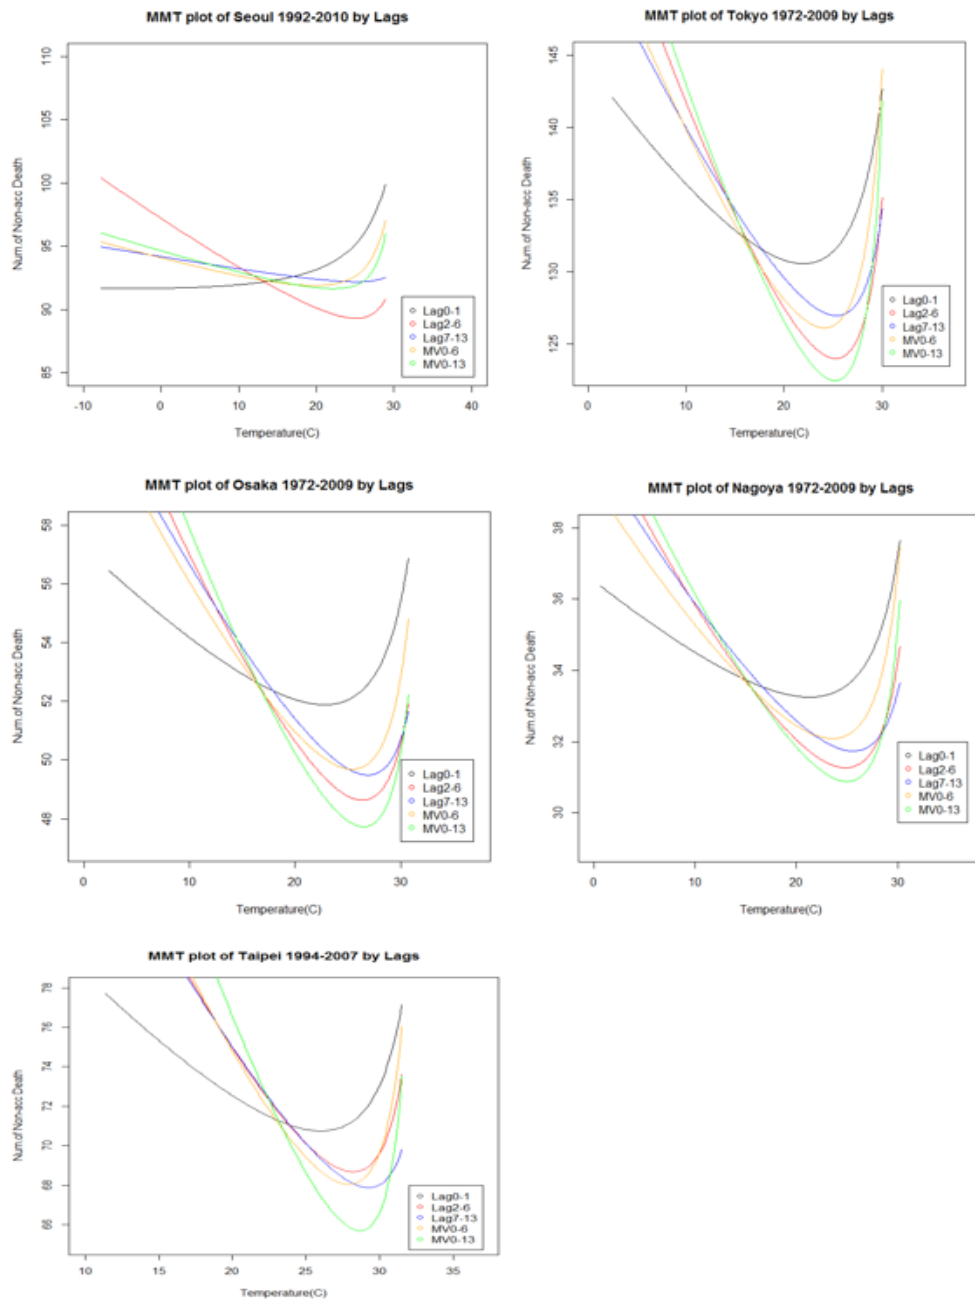 MMT plot of Seoul 1992-2010 by Lags
Num.of Non-acc Death
110
105
100
95
90
85
-10
0
10
20
30
40
Temperature(C)
Lag0-1
Lag2-6
Lag7-13
MV0-6
MV0-13
MMT plot of Tokyo 1972-2009 by Lags
Num.of Non-acc Death
145
140
135
130
125
0
10
20
30
Temperature(C)
Lag0-1
Lag2-6
Lag7-13
MV0-6
MV0-13
MMT plot of Osaka 1972-2009 by Lags
Num.of Non-acc Death
58
56
54
52
50
48
0
10
20
30
Temperature(C)
Lag0-1
Lag2-6
Lag7-13
MV0-6
MV0-13
MMT plot of Nagoya 1972-2009 by Lags
Num.of Non-acc Death
38
36
34
32
30
0
10
20
30
Temperature(C)
Lag0-1
Lag2-6
Lag7-13
MV0-6
MV0-13
MMT plot of Taipei 1994-2007 by Lags
Num.of Non-acc Death
78
76
74
72
70
68
66
10
15
20
25
30
35
Temperature(C)
Lag0-1
Lag2-6
Lag7-13
MV0-6
MV0-13